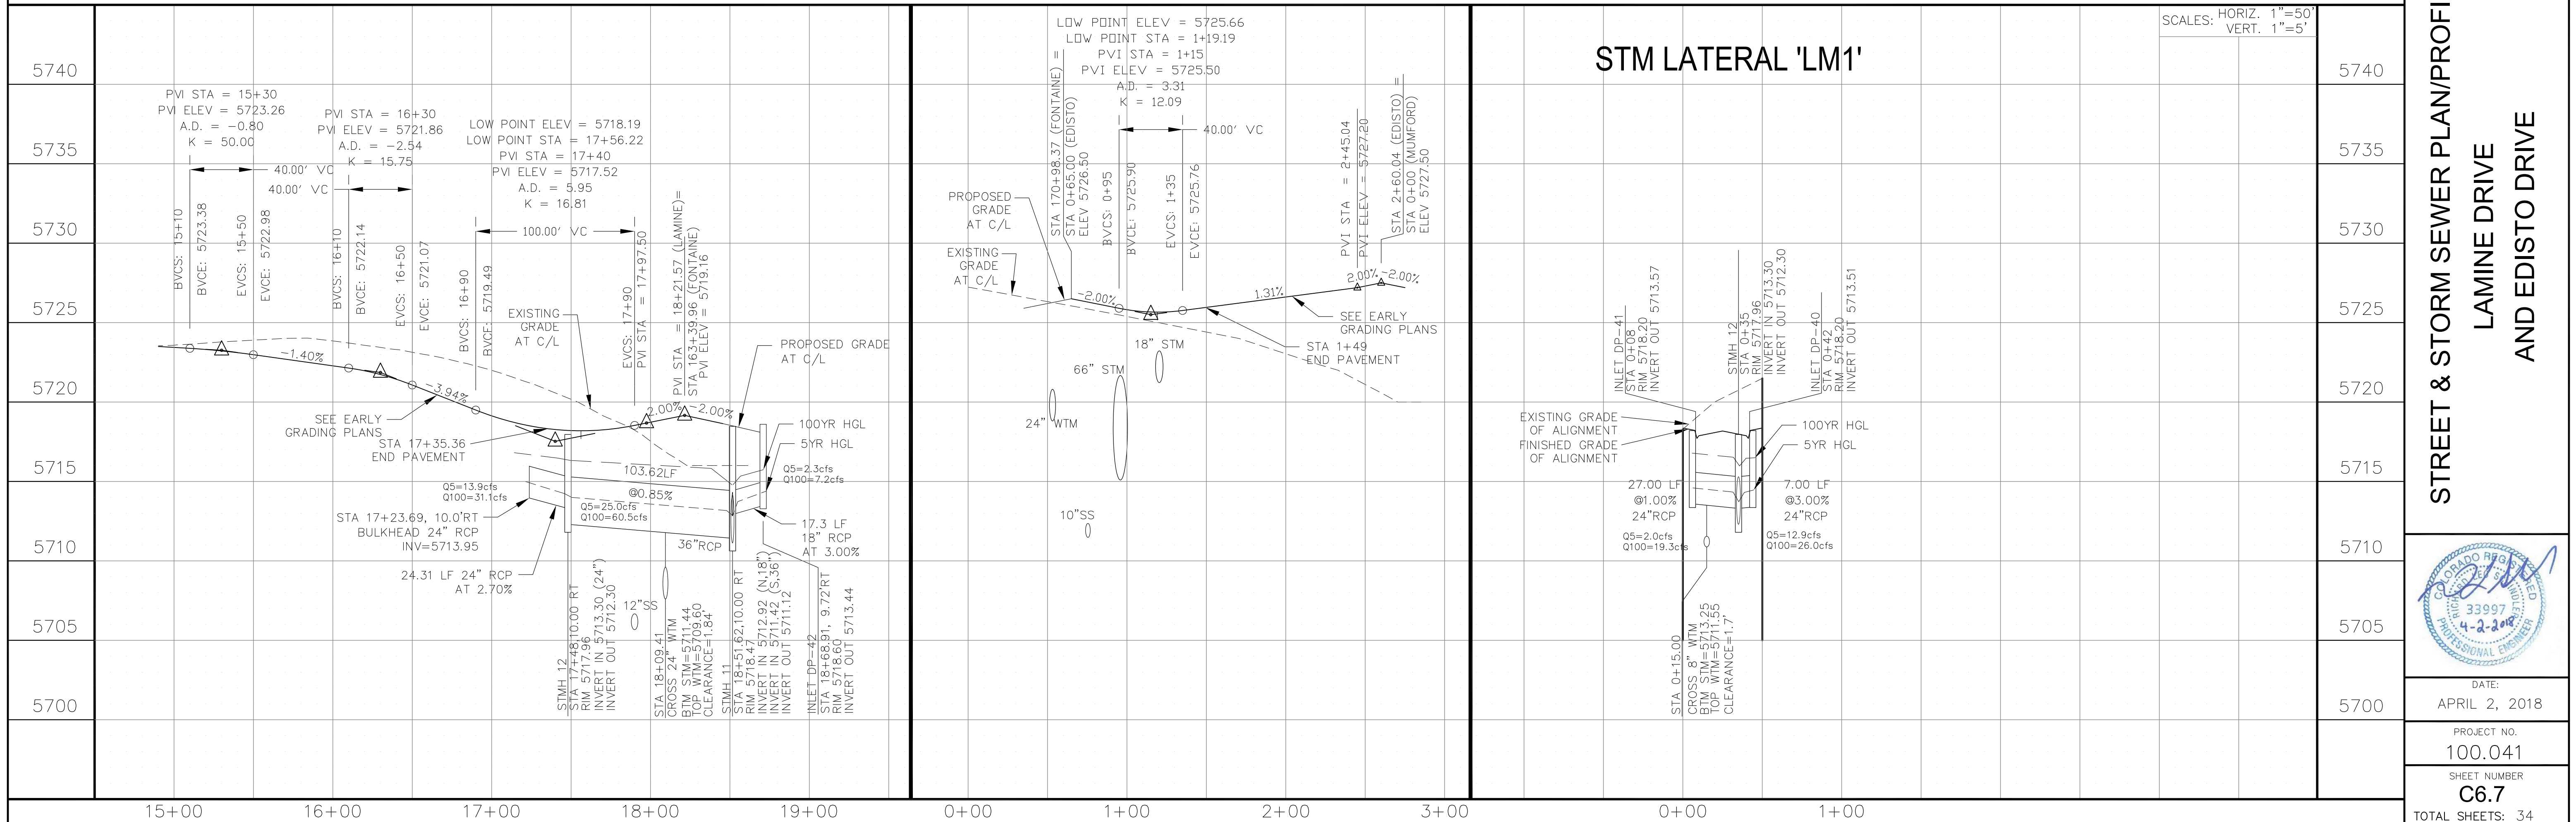 5740
5735
5730
5725
5720
5715
5710
5705
5700
PVI STA = 15+30
PVI ELEV = 5723.26
A.D. = -0.80
K = 50.00
40.00' VC
BVCS: 15+10
BVCE: 5723.38
EVCS: 15+50
EVCE: 5722.98
PVI STA = 16+30
PVI ELEV = 5721.86
A.D. = -2.54
K = 15.75
40.00' VC
BVCS: 16+10
BVCE: 5722.14
EVCS: 16+50
EVCE: 5721.07
LOW POINT ELEV = 5718.19
LOW POINT STA = 17+56.22
PVI STA = 17+40
PVI ELEV = 5717.52
A.D. = 5.95
K = 16.81
100.00' VC
BVCS: 16+90
BVCE: 5719.49
EVCS: 17+90
PVI STA = 17+97.50
PVI STA = 18+21.57 (LAMINE)=
STA 163+39.96 (FONTAINE)
PVI ELEV = 5719.16
EXISTING
GRADE
AT C/L
PROPOSED GRADE
AT C/L
-1.40%
-3.94%
2.00%
-2.00%
SEE EARLY
GRADING PLANS
STA 17+35.36
END PAVEMENT
100YR HGL
5YR HGL
103.62LF
@0.85%
Q5=2.3cfs
Q100=7.2cfs
Q5=13.9cfs
Q100=31.1cfs
Q5=25.0cfs
Q100=60.5cfs
STA 17+23.69, 10.0'RT
BULKHEAD 24" RCP
INV=5713.95
36"RCP
17.3 LF
18" RCP
AT 3.00%
24.31 LF 24" RCP
AT 2.70%
12"SS
STMH 12
STA 17+48,10.00 RT
RIM 5717.96
INVERT IN 5713.30 (24")
INVERT OUT 5712.30
STA 18+09.41
CROSS 24" WTM
BTM STM=5711.44
TOP WTM=5709.60
CLEARANCE=1.84'
STMH 11
STA 18+51.62,10.00 RT
RIM 5718.47
INVERT IN 5712.92 (N,18")
INVERT IN 5711.42 (S,36")
INVERT OUT 5711.12
INLET DP-42
STA 18+68.91, 9.72'RT
RIM 5718.60
INVERT OUT 5713.44
15+00
16+00
17+00
18+00
19+00
LOW POINT ELEV = 5725.66
LOW POINT STA = 1+19.19
PVI STA = 1+15
PVI ELEV = 5725.50
A.D. = 3.31
K = 12.09
40.00' VC
STA 170+98.37 (FONTAINE) =
STA 0+65.00 (EDISTO)
ELEV 5726.50
BVCS: 0+95
BVCE: 5725.90
EVCS: 1+35
EVCE: 5725.76
PVI STA = 2+45.04
PVI ELEV = 5727.20
STA 2+60.04 (EDISTO) =
STA 0+00 (MUMFORD)
ELEV 5727.50
PROPOSED
GRADE
AT C/L
EXISTING
GRADE
AT C/L
-2.00%
1.31%
2.00%
-2.00%
SEE EARLY
GRADING PLANS
STA 1+49
END PAVEMENT
18" STM
66" STM
24" WTM
10"SS
0+00
1+00
2+00
3+00
STM LATERAL 'LM1'
SCALES:
HORIZ. 1"=50'
VERT. 1"=5'
INLET DP-41
STA 0+08
RIM 5718.20
INVERT OUT 5713.57
STMH 12
STA 0+35
RIM 5717.96
INVERT IN 5713.30
INVERT OUT 5712.30
INLET DP-40
STA 0+42
RIM 5718.20
INVERT OUT 5713.51
EXISTING GRADE
OF ALIGNMENT
FINISHED GRADE
OF ALIGNMENT
100YR HGL
5YR HGL
27.00 LF
@1.00%
24"RCP
7.00 LF
@3.00%
24"RCP
Q5=2.0cfs
Q100=19.3cfs
Q5=12.9cfs
Q100=26.0cfs
STA 0+15.00
CROSS 8" WTM
BTM STM=5713.25
TOP WTM=5711.55
CLEARANCE=1.7'
0+00
1+00
5740
5735
5730
5725
5720
5715
5710
5705
5700
STREET & STORM SEWER PLAN/PROFI
LAMINE DRIVE
AND EDISTO DRIVE
COLORADO REGISTERED
33997
4-2-2018
PROFESSIONAL ENGINEER
DATE:
APRIL 2, 2018
PROJECT NO.
100.041
SHEET NUMBER
C6.7
TOTAL SHEETS: 34